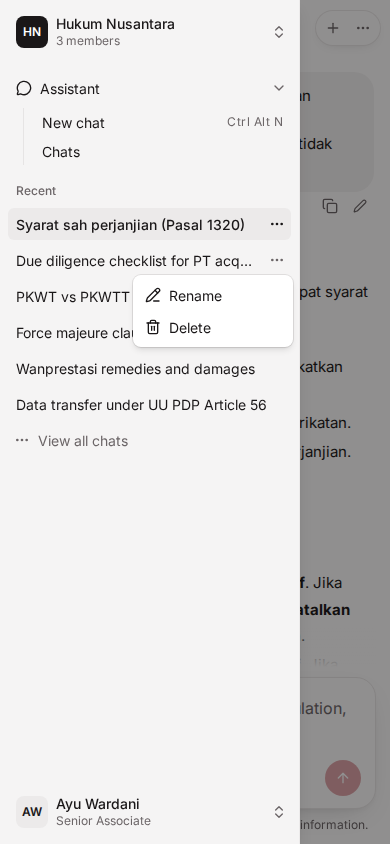 HN
Hukum Nusantara
3 members
Assistant
New chat
Ctrl Alt N
Chats
Recent
Syarat sah perjanjian (Pasal 1320)
Due diligence checklist for PT acq...
PKWT vs PKWTT
Rename
Force majeure
Delete
Wanprestasi remedies and damages
Data transfer under UU PDP Article 56
View all chats
tidak
pat syarat
katkan
rikatan.
rjanjian.
f. Jika
atalkan
.
lation,
information.
AW
Ayu Wardani
Senior Associate